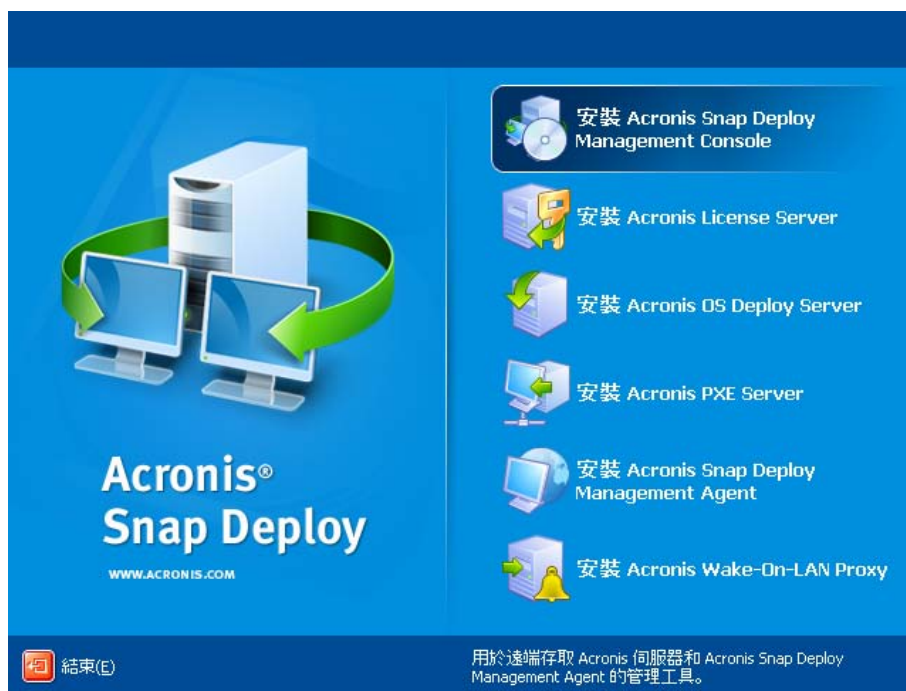 Acronis®
Snap Deploy
WWW.ACRONIS.COM
安裝 Acronis Snap Deploy
Management Console
安裝 Acronis License Server
安裝 Acronis OS Deploy Server
安裝 Acronis PXE Server
安裝 Acronis Snap Deploy
Management Agent
安裝 Acronis Wake-On-LAN Proxy
結束(E)
用於遠端存取 Acronis 伺服器和 Acronis Snap Deploy
Management Agent 的管理工具。